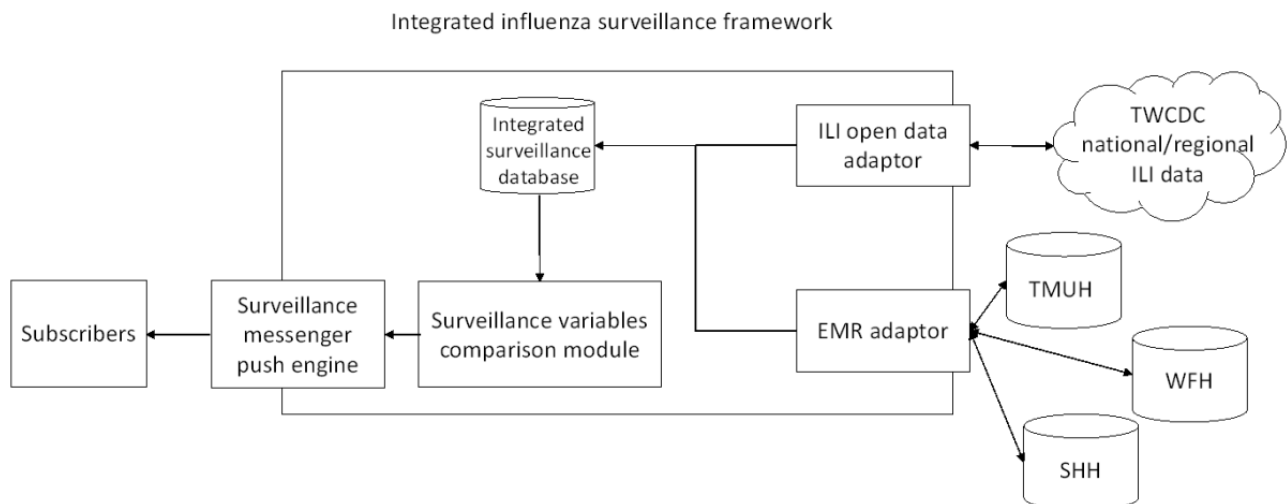 Integrated influenza surveillance framework
Integrated
surveillance
database
ILI open data
adaptor
TWCDC
national/regional
ILI data
Subscribers
Surveillance
messenger
push engine
Surveillance variables
comparison module
EMR adaptor
TMUH
WFH
SHH